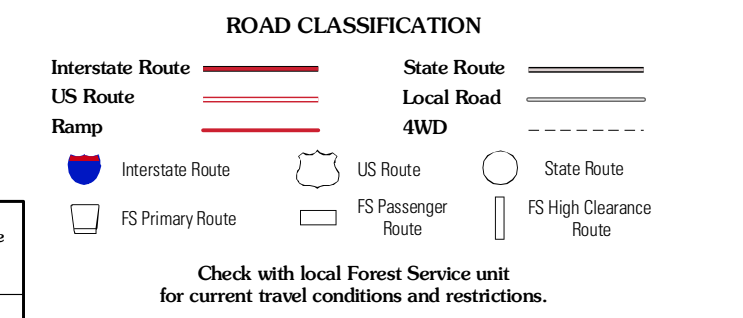 ROAD CLASSIFICATION
Interstate Route
State Route
US Route
Local Road
Ramp
4WD
Interstate Route
US Route
State Route
FS Primary Route
FS Passenger
Route
FS High Clearance
Route
Check with local Forest Service unit
for current travel conditions and restrictions.